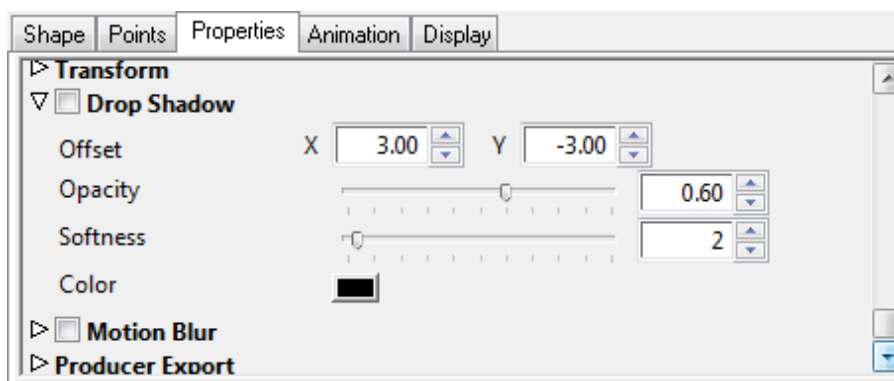 Shape Points Properties Animation Display
Transform
Drop Shadow
Offset X 3.00 Y -3.00
Opacity 0.60
Softness 2
Color
Motion Blur
Producer Export